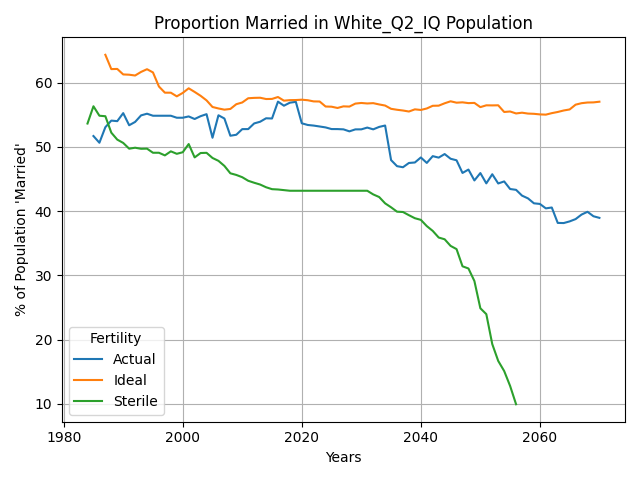 Proportion Married in White_Q2_IQ Population
% of Population 'Married'
60
50
40
30
20
10
Fertility
Actual
Ideal
Sterile
1980
2000
2020
2040
2060
Years